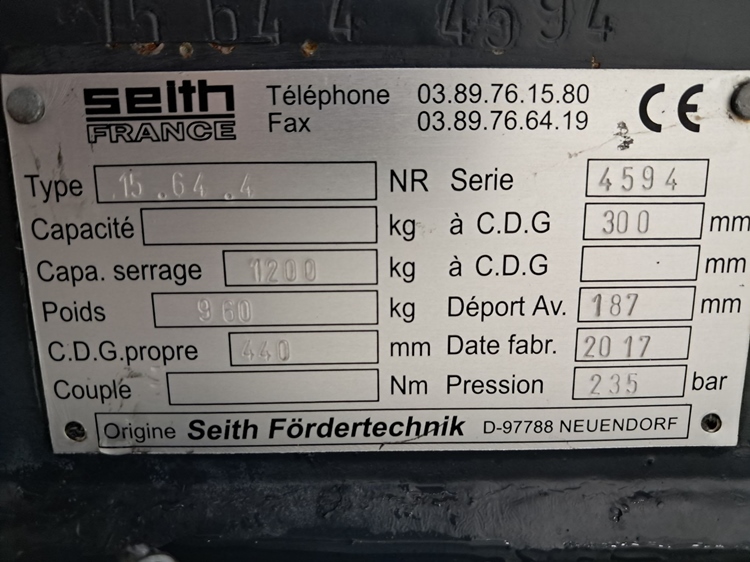 15 64 4 4594
seith Téléphone 03.89.76.15.80 CE
FRANCE Fax 03.89.76.64.19
Type 15.64.4 NR Serie 4594
Capacité kg à C.D.G 300 mm
Capa. serrage 1200 kg à C.D.G mm
Poids 960 kg Déport Av. 187 mm
C.D.G.propre 440 mm Date fabr. 2017
Couple Nm Pression 235 bar
Origine Seith Fördertechnik D-97788 NEUENDORF